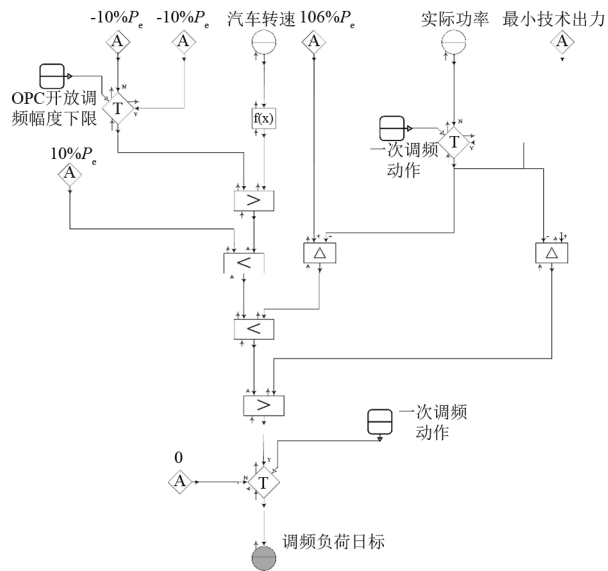 -10%Pe
-10%Pe
汽车转速
106%Pe
实际功率
最小技术出力
A
A
A
A
OPC开放调
频幅度下限
T
N
Y
f(x)
一次调频
动作
T
N
Y
10%Pe
A
>
<
+ -
△
- +
△
<
>
一次调频
动作
0
A
N
Y
T
调频负荷日标